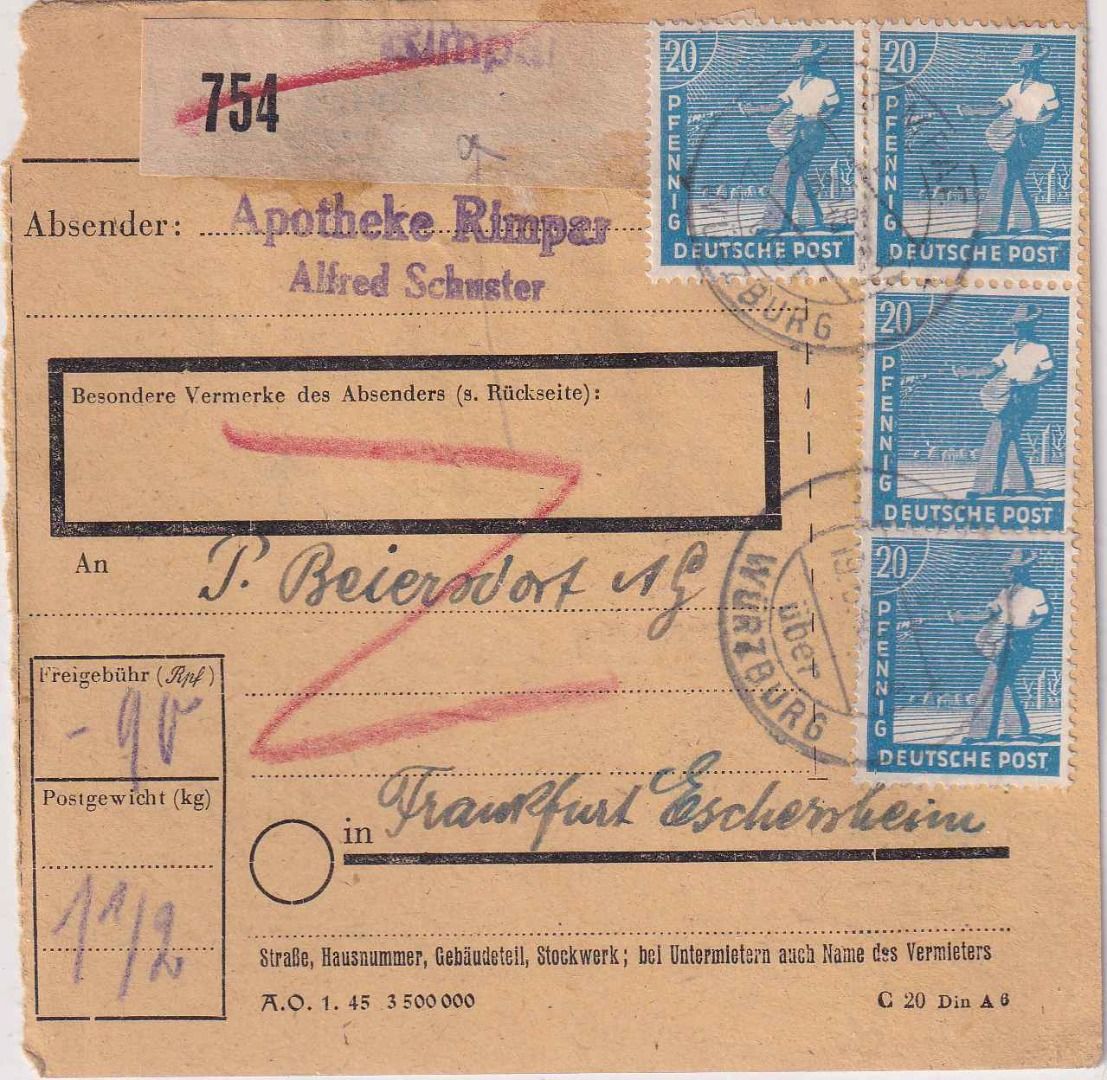 Rimpar
754
20 PFENNIG DEUTSCHE POST
20 PFENNIG DEUTSCHE POST
Absender: Apotheke Rimpar
Alfred Schuster
WÜRZBURG
20 PFENNIG DEUTSCHE POST
Besondere Vermerke des Absenders (s. Rückseite):
An P. Beiersdorf AG
über
WÜRZBURG
20 PFENNIG DEUTSCHE POST
Freigebühr (Rpf)
- 90
Postgewicht (kg)
in Frankfurt Eschersheim
1 1/2
Straße, Hausnummer, Gebäudeteil, Stockwerk; bei Untermietern auch Name des Vermieters
A.O. 1. 45 3 500 000
C 20 Din A 6